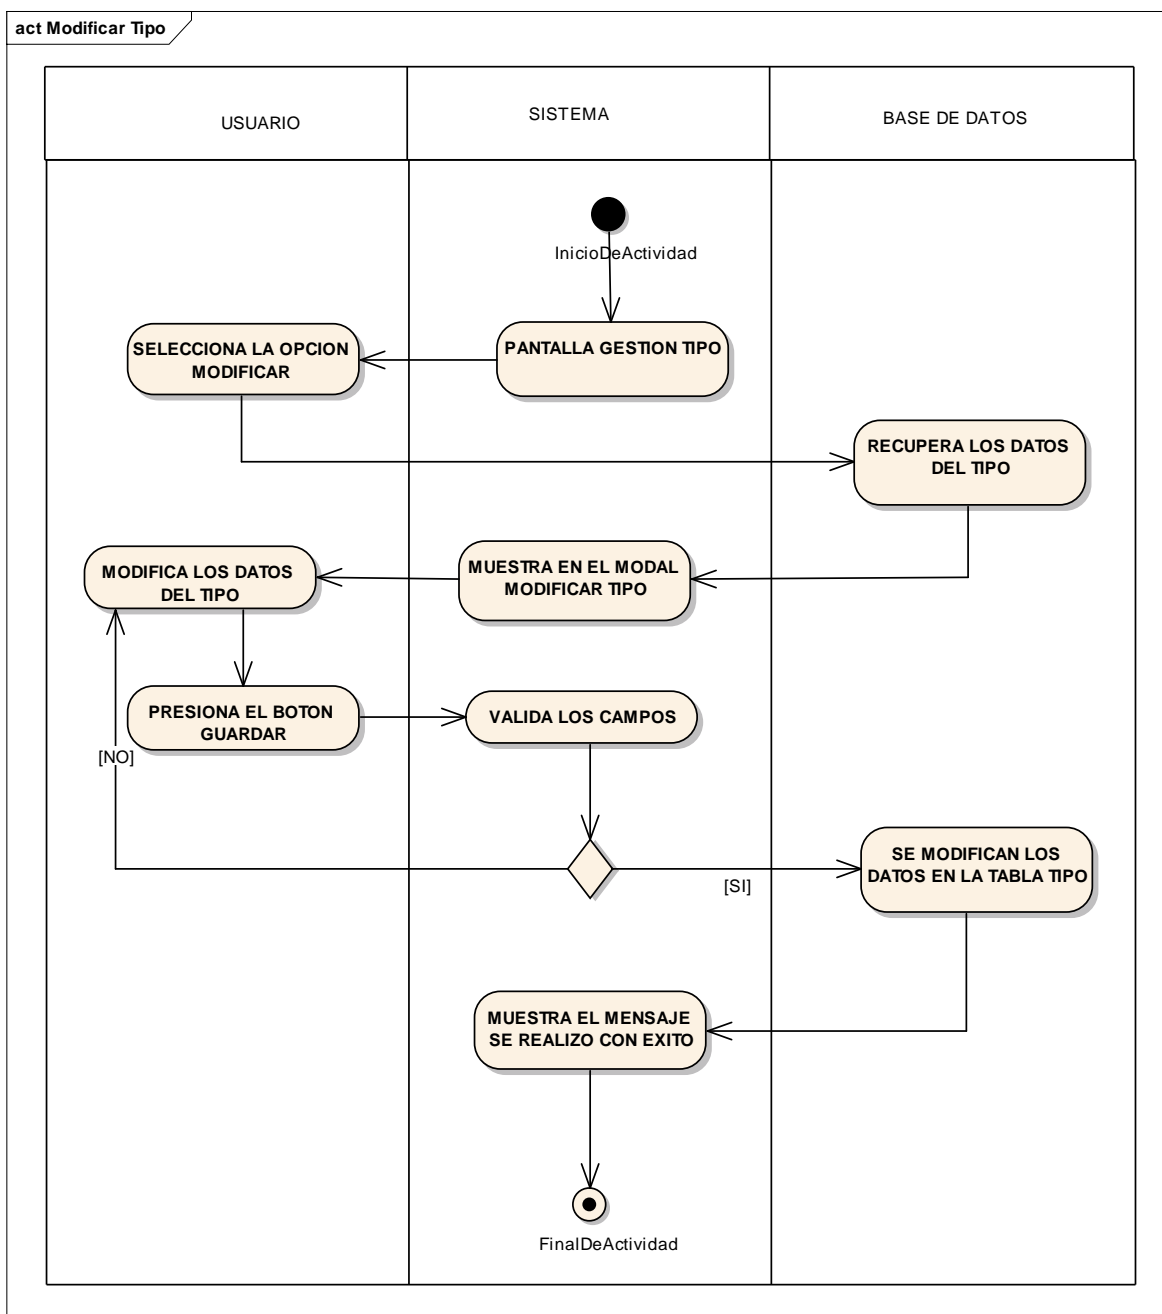 act Modificar Tipo
USUARIO
SISTEMA
BASE DE DATOS
InicioDeActividad
PANTALLA GESTION TIPO
SELECCIONA LA OPCION
MODIFICAR
RECUPERA LOS DATOS
DEL TIPO
MUESTRA EN EL MODAL
MODIFICAR TIPO
MODIFICA LOS DATOS
DEL TIPO
PRESIONA EL BOTON
GUARDAR
VALIDA LOS CAMPOS
[NO]
[SI]
SE MODIFICAN LOS
DATOS EN LA TABLA TIPO
MUESTRA EL MENSAJE
SE REALIZO CON EXITO
FinalDeActividad